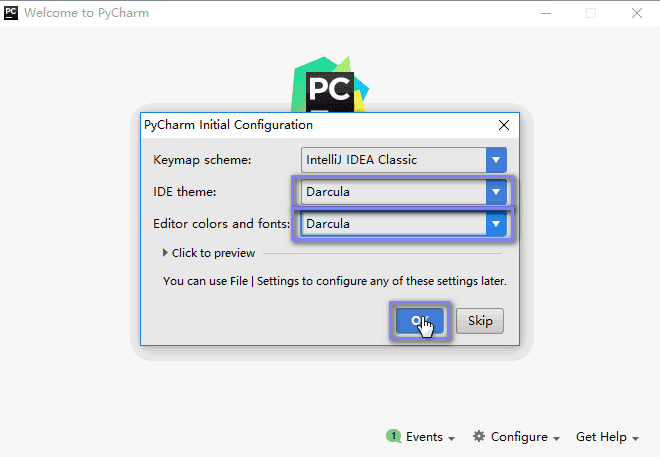 PC Welcome to PyCharm
PC
PyCharm Initial Configuration
Keymap scheme: IntelliJ IDEA Classic
IDE theme: Darcula
Editor colors and fonts: Darcula
Click to preview
You can use File | Settings to configure any of these settings later.
OK Skip
1 Events Configure Get Help